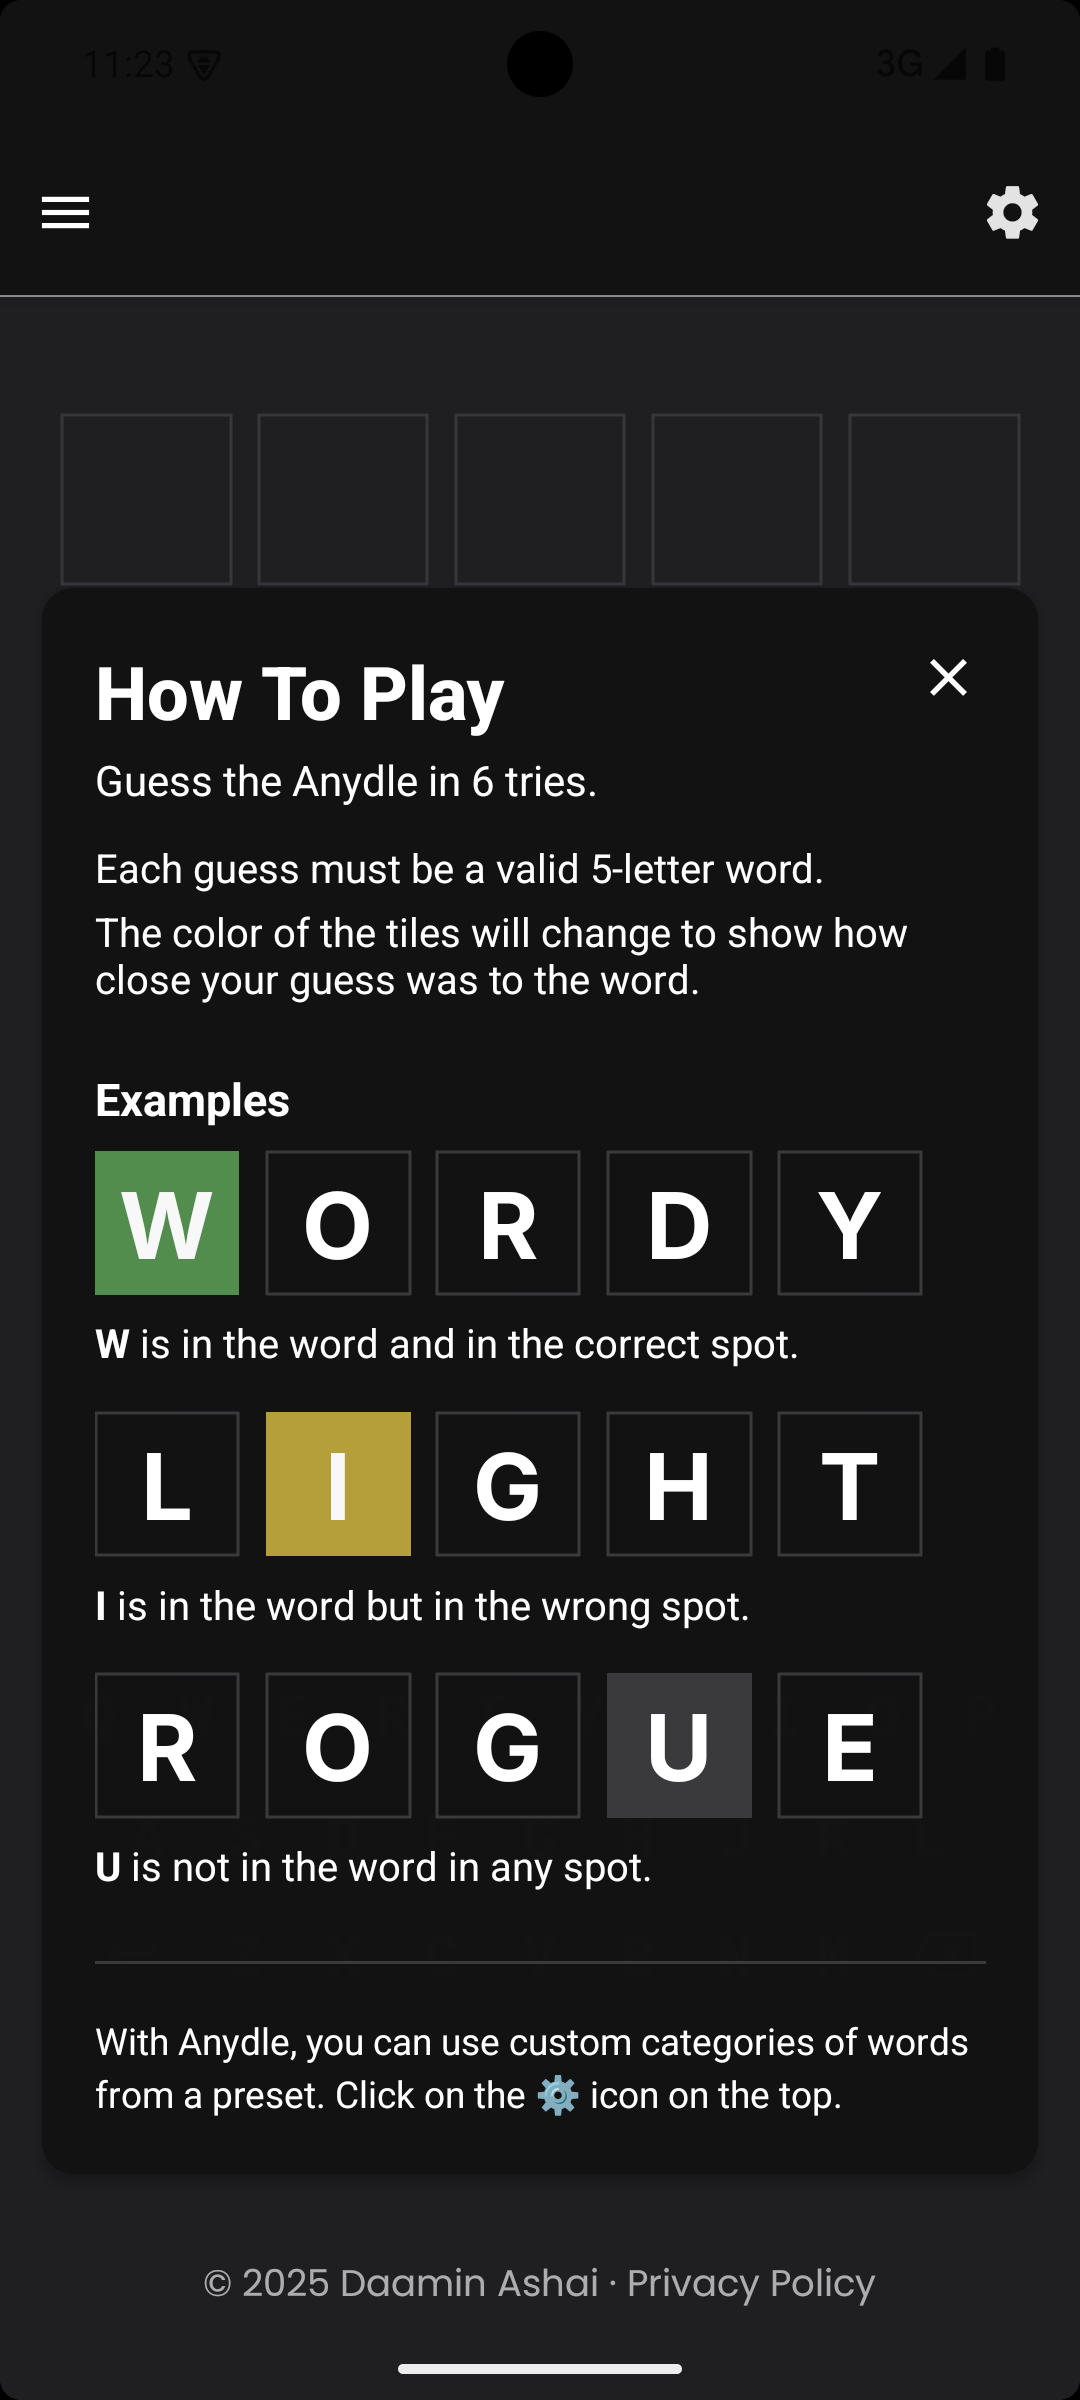 11:23
3G
How To Play
Guess the Anydle in 6 tries.
Each guess must be a valid 5-letter word.
The color of the tiles will change to show how
close your guess was to the word.
Examples
W O R D Y
W is in the word and in the correct spot.
L I G H T
I is in the word but in the wrong spot.
R O G U E
U is not in the word in any spot.
With Anydle, you can use custom categories of words
from a preset. Click on the ⚙️ icon on the top.
© 2025 Daamin Ashai · Privacy Policy